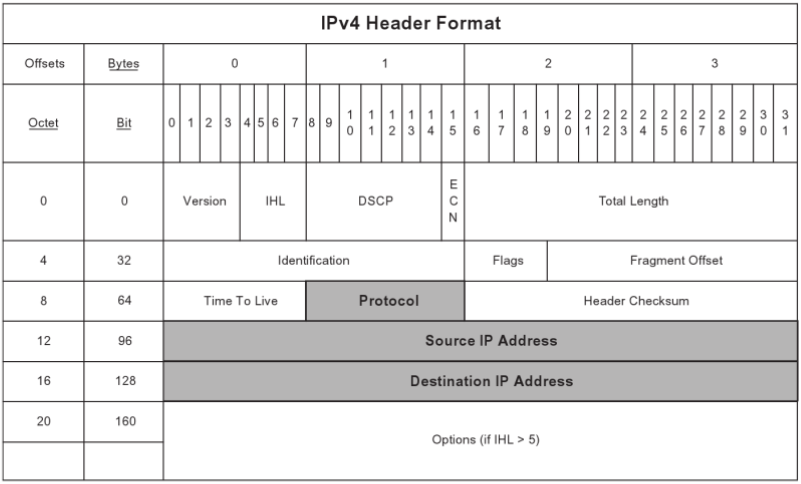 IPv4 Header Format
Offsets Bytes 0 1 2 3
Octet Bit 0 1 2 3 4 5 6 7 8 9 10 11 12 13 14 15 16 17 18 19 20 21 22 23 24 25 26 27 28 29 30 31
0 0 Version IHL DSCP ECN Total Length
4 32 Identification Flags Fragment Offset
8 64 Time To Live Protocol Header Checksum
12 96 Source IP Address
16 128 Destination IP Address
20 160
Options (if IHL > 5)